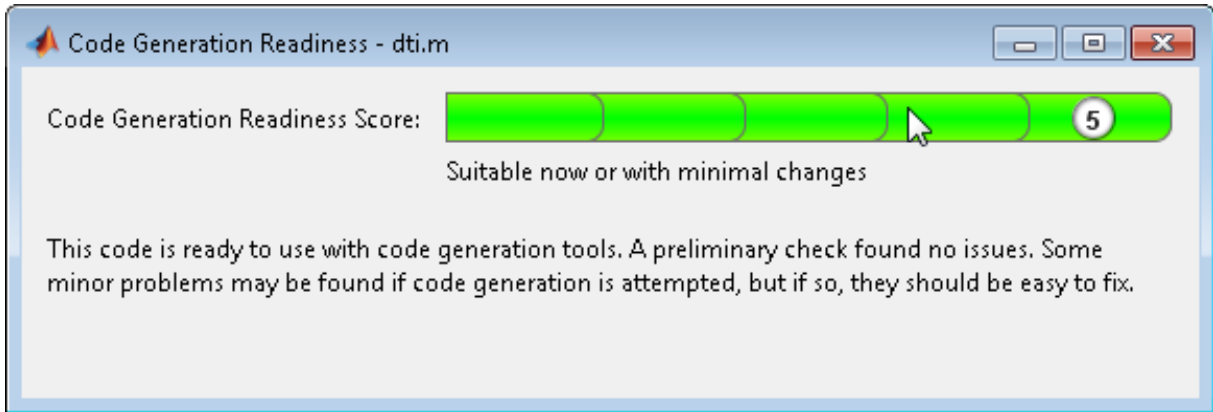 Code Generation Readiness - dti.m
Code Generation Readiness Score:
5
Suitable now or with minimal changes
This code is ready to use with code generation tools. A preliminary check found no issues. Some
minor problems may be found if code generation is attempted, but if so, they should be easy to fix.